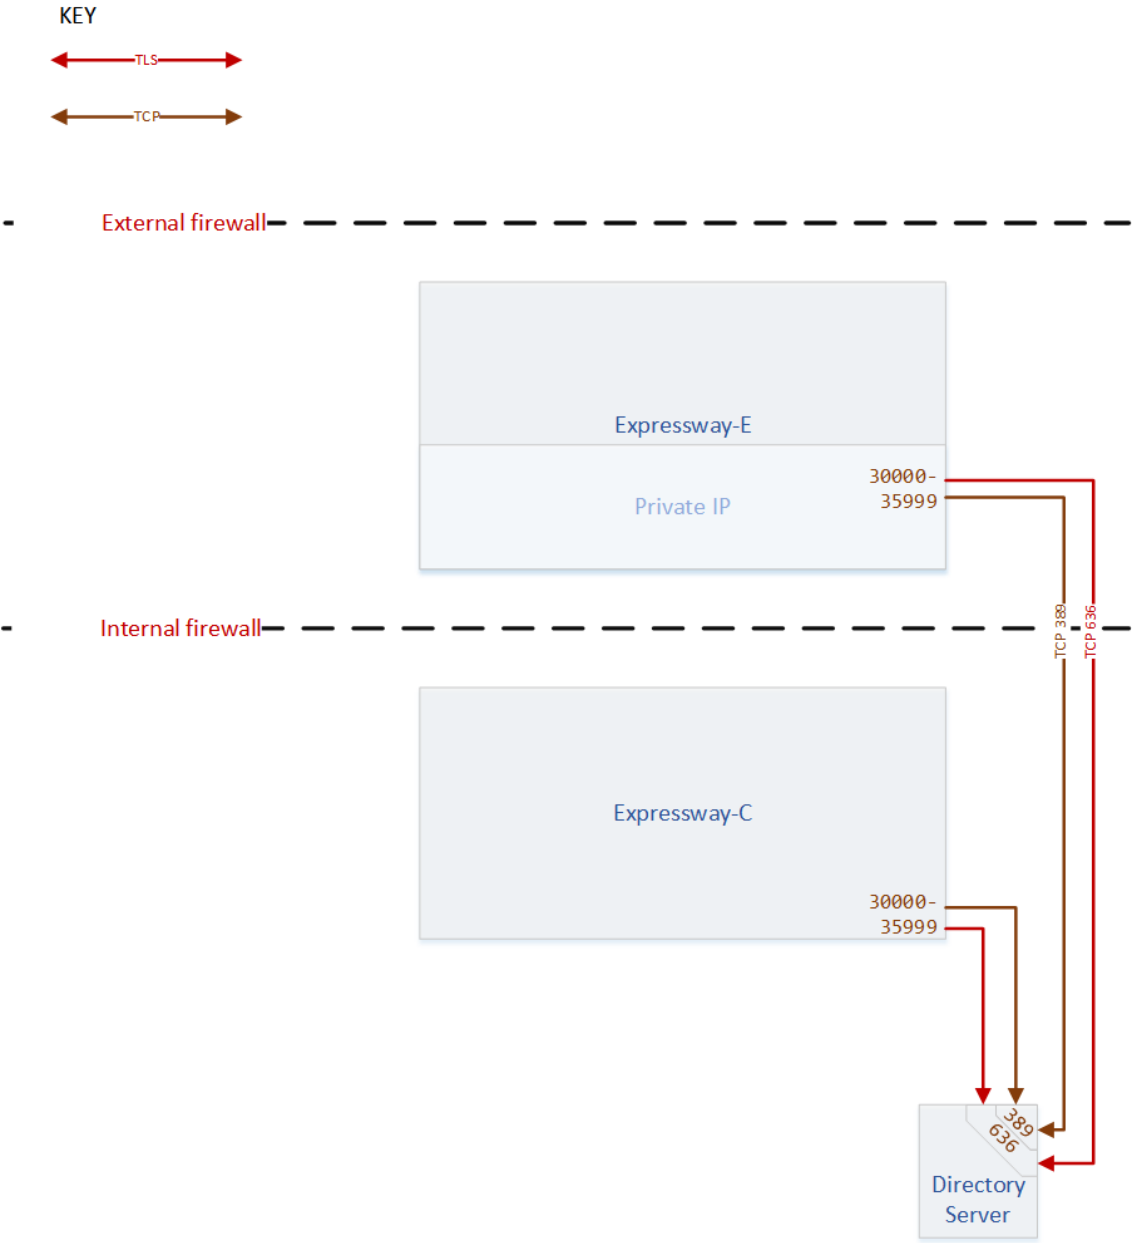 KEY
TLS
TCP
External firewall
Expressway-E
30000-
35999
Private IP
Internal firewall
TCP 389
TCP 636
Expressway-C
30000-
35999
389
636
Directory
Server